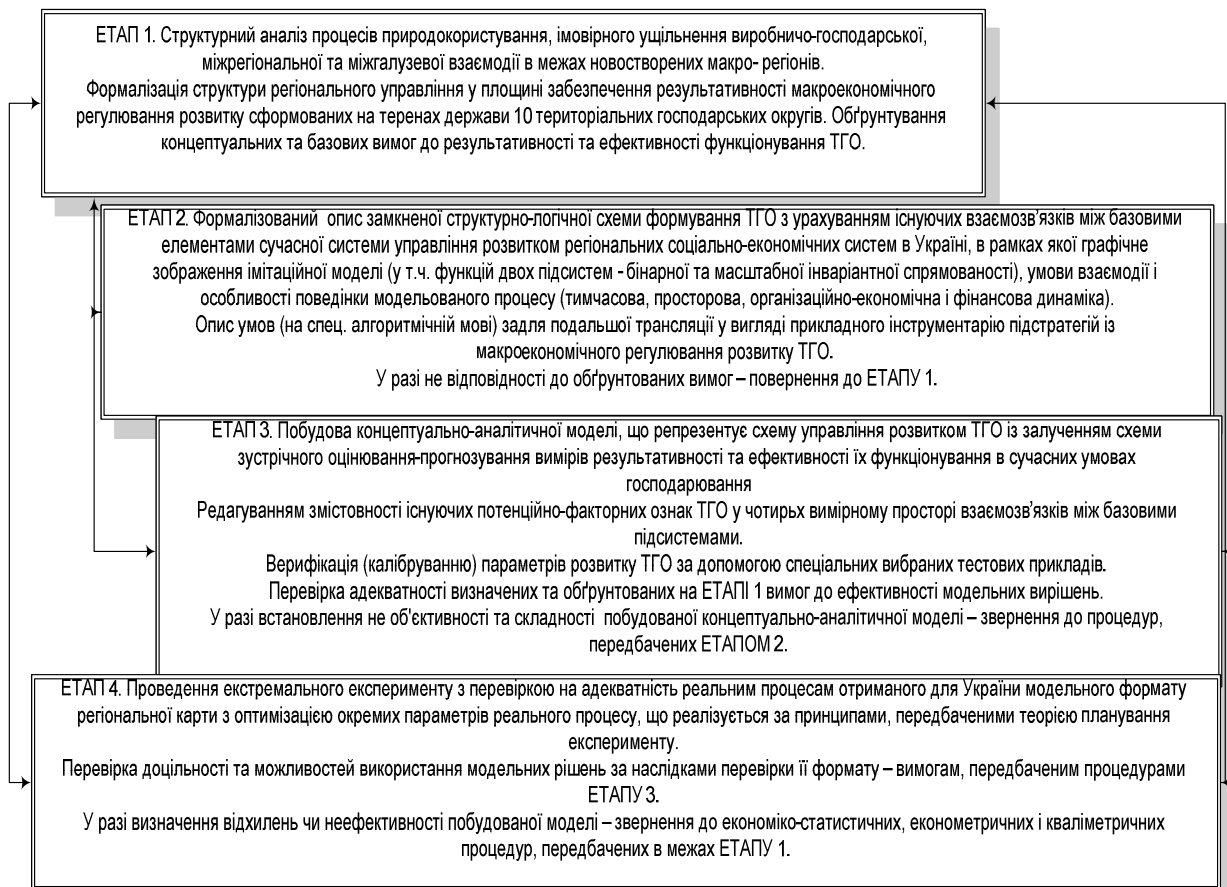 ЕТАП 1. Структурний аналіз процесів природокористування, імовірного ущільнення виробничо-господарської,
міжрегіональної та міжгалузевої взаємодії в межах новостворених макро- регіонів.
Формалізація структури регіонального управління у площині забезпечення результативності макроекономічного
регулювання розвитку сформованих на теренах держави 10 територіальних господарських округів. Обґрунтування
концептуальних та базових вимог до результативності та ефективності функціонування ТГО.
ЕТАП 2. Формалізований опис замкненої структурно-логічної схеми формування ТГО з урахуванням існуючих взаємозв'язків між базовими
елементами сучасної системи управління розвитком регіональних соціально-економічних систем в Україні, в рамках якої графічне
зображення імітаційної моделі (у т.ч. функцій двох підсистем - бінарної та масштабної інваріантної спрямованості), умови взаємодії і
особливості поведінки модельованого процесу (тимчасова, просторова, організаційно-економічна і фінансова динаміка).
Опис умов (на спец. алгоритмічній мові) задля подальшої трансляції у вигляді прикладного інструментарію підстратегій із
макроекономічного регулювання розвитку ТГО.
У разі не відповідності до обґрунтованих вимог – повернення до ЕТАПУ 1.
ЕТАП 3. Побудова концептуально-аналітичної моделі, що репрезентує схему управління розвитком ТГО із залученням схеми
зустрічного оцінювання-прогнозування вимірів результативності та ефективності їх функціонування в сучасних умовах
господарювання
Редагуванням змістовності існуючих потенційно-факторних ознак ТГО у чотирьх вимірному просторі взаємозв'язків між базовими
підсистемами.
Верифікація (калібруванню) параметрів розвитку ТГО за допомогою спеціальних вибраних тестових прикладів.
Перевірка адекватності визначених та обґрунтованих на ЕТАПІ 1 вимог до ефективності модельних вирішень.
У разі встановлення не об'єктивності та складності побудованої концептуально-аналітичної моделі – звернення до процедур,
передбачених ЕТАПОМ 2.
ЕТАП 4. Проведення екстремального експерименту з перевіркою на адекватність реальним процесам отриманого для України модельного формату
регіональної карти з оптимізацією окремих параметрів реального процесу, що реалізується за принципами, передбаченими теорією планування
експерименту.
Перевірка доцільності та можливостей використання модельних рішень за наслідками перевірки її формату – вимогам, передбаченим процедурами
ЕТАПУ 3.
У разі визначення відхилень чи неефективності побудованої моделі – звернення до економіко-статистичних, економетричних і кваліметричних
процедур, передбачених в межах ЕТАПУ 1.